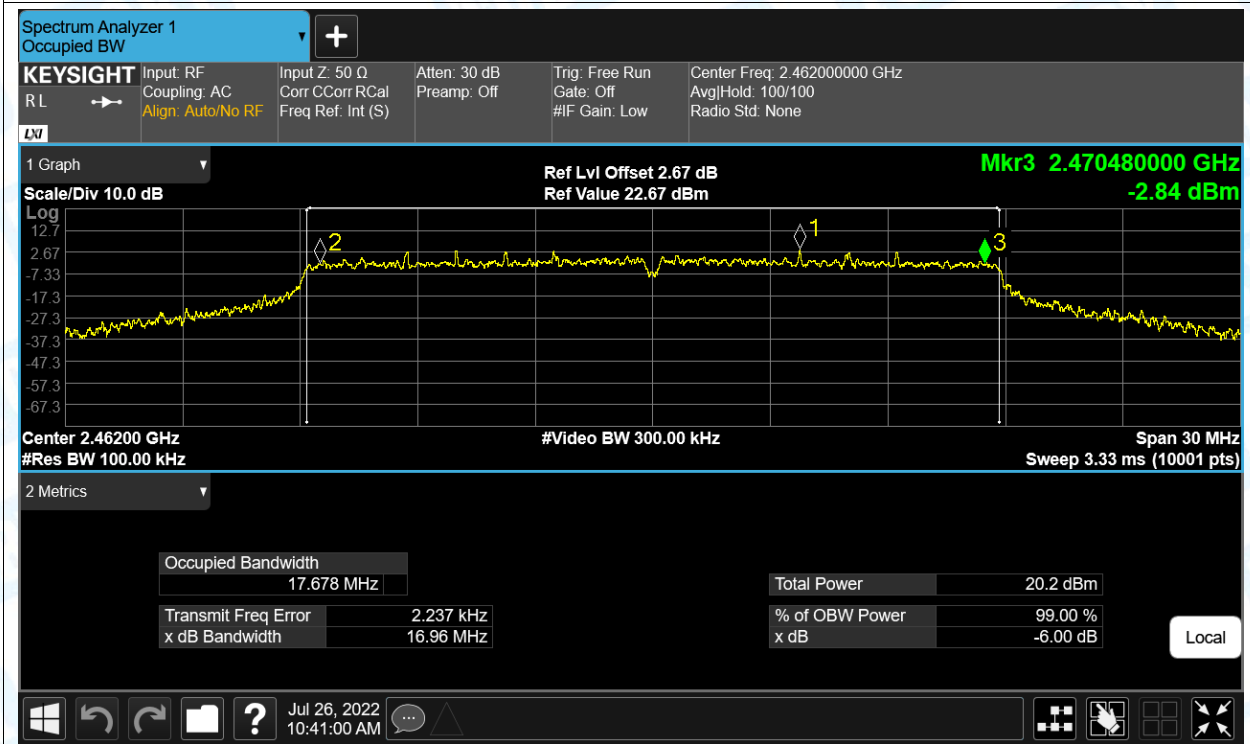 Spectrum Analyzer 1
Occupied BW
▼
+
KEYSIGHT
R L
LXI
Input: RF
Coupling: AC
Align: Auto/No RF
Input Z: 50 Ω
Corr CCorr RCal
Freq Ref: Int (S)
Atten: 30 dB
Preamp: Off
Trig: Free Run
Gate: Off
#IF Gain: Low
Center Freq: 2.462000000 GHz
Avg|Hold: 100/100
Radio Std: None
1 Graph
Scale/Div 10.0 dB
Ref Lvl Offset 2.67 dB
Ref Value 22.67 dBm
Mkr3 2.470480000 GHz
-2.84 dBm
Log
12.7
2.67
-7.33
-17.3
-27.3
-37.3
-47.3
-57.3
-67.3
2
1
3
Center 2.46200 GHz
#Res BW 100.00 kHz
#Video BW 300.00 kHz
Span 30 MHz
Sweep 3.33 ms (10001 pts)
2 Metrics
Occupied Bandwidth
17.678 MHz
Transmit Freq Error 2.237 kHz
x dB Bandwidth 16.96 MHz
Total Power 20.2 dBm
% of OBW Power 99.00 %
x dB -6.00 dB
Local
?
Jul 26, 2022
10:41:00 AM